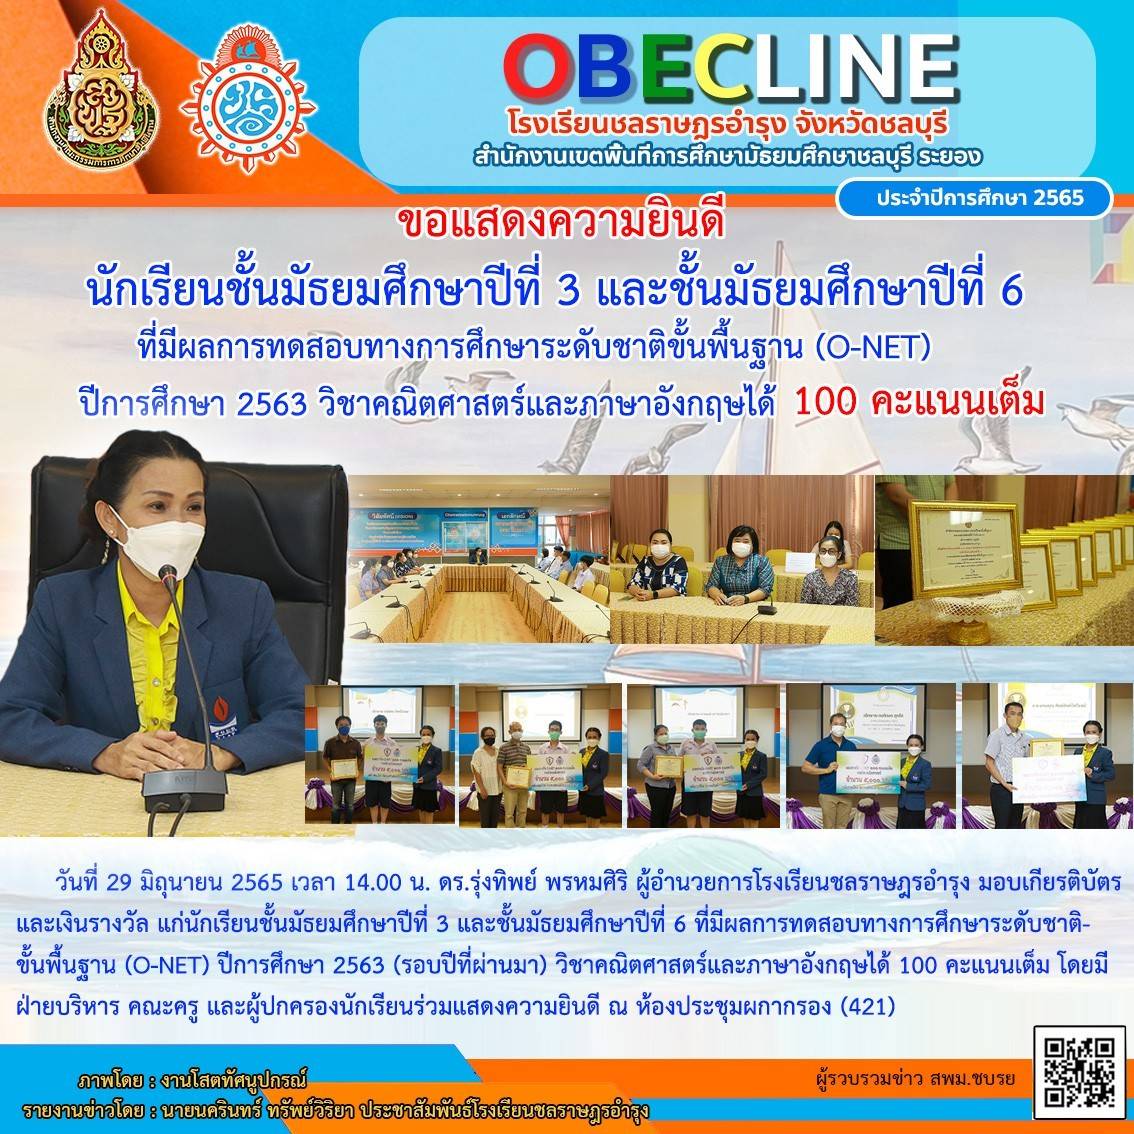 OBECLINE
โรงเรียนชลราษฎรอำรุง จังหวัดชลบุรี
สำนักงานเขตพื้นที่การศึกษามัธยมศึกษาชลบุรี ระยอง
ประจำปีการศึกษา 2565
ขอแสดงความยินดี
นักเรียนชั้นมัธยมศึกษาปีที่ 3 และชั้นมัธยมศึกษาปีที่ 6
ที่มีผลการทดสอบทางการศึกษาระดับชาติขั้นพื้นฐาน (O-NET)
ปีการศึกษา 2563 วิชาคณิตศาสตร์และภาษาอังกฤษได้ 100 คะแนนเต็ม
วันที่ 29 มิถุนายน 2565 เวลา 14.00 น. ดร.รุ่งทิพย์ พรหมศิริ ผู้อำนวยการโรงเรียนชลราษฎรอำรุง มอบเกียรติบัตร
และเงินรางวัล แก่นักเรียนชั้นมัธยมศึกษาปีที่ 3 และชั้นมัธยมศึกษาปีที่ 6 ที่มีผลการทดสอบทางการศึกษาระดับชาติ-
ขั้นพื้นฐาน (O-NET) ปีการศึกษา 2563 (รอบปีที่ผ่านมา) วิชาคณิตศาสตร์และภาษาอังกฤษได้ 100 คะแนนเต็ม โดยมี
ฝ่ายบริหาร คณะครู และผู้ปกครองนักเรียนร่วมแสดงความยินดี ณ ห้องประชุมผกากรอง (421)
ภาพโดย : งานโสตทัศนูปกรณ์
ผู้รวบรวมข่าว สพม.ชบรย
รายงานข่าวโดย : นายนครินทร์ ทรัพย์วิริยา ประชาสัมพันธ์โรงเรียนชลราษฎรอำรุง